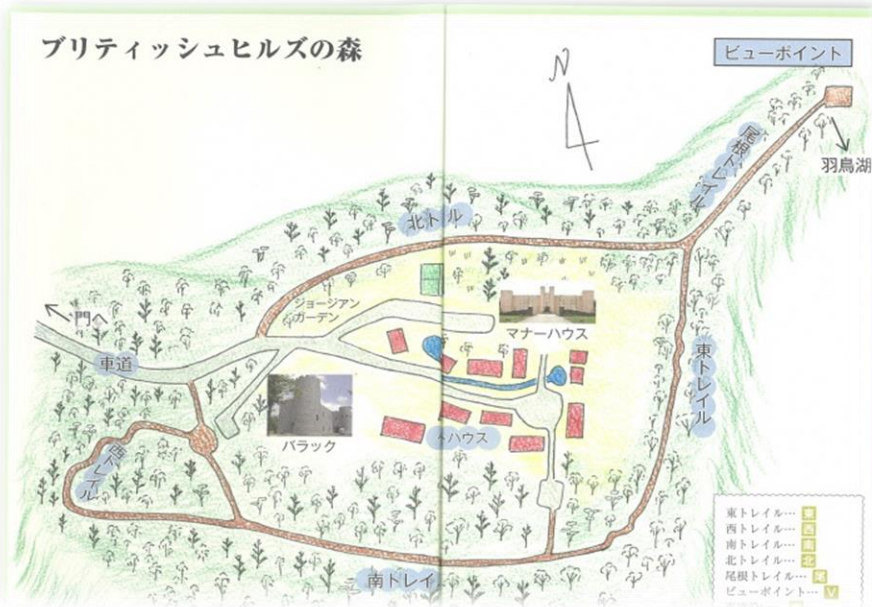 ブリティッシュヒルズの森
ビューポイント
N
尾根トレイル
羽鳥湖
北トル
ジョージアン
ガーデン
マナーハウス
門へ
車道
東トレイル
バラック
ハウス
西トレイル
南トレイ
東トレイル… 東
西トレイル… 西
南トレイル… 南
北トレイル… 北
尾根トレイル… 尾
ビューポイント… V